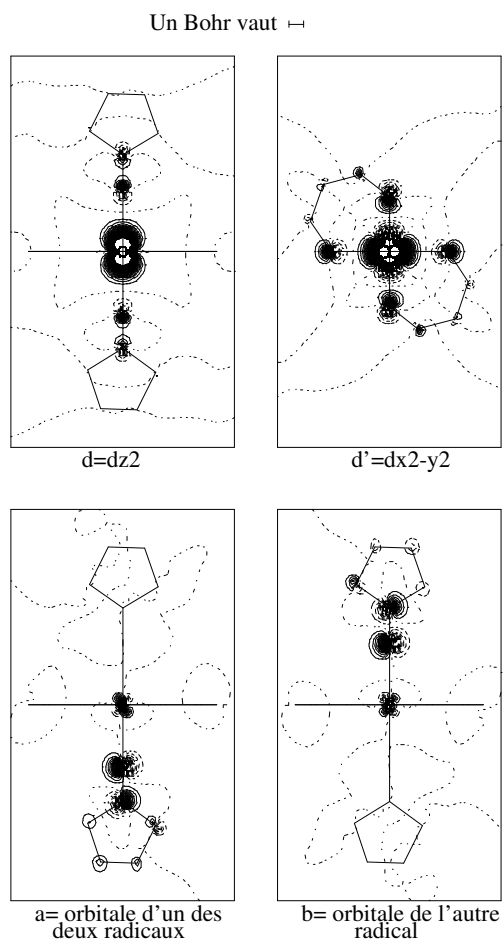 Un Bohr vaut
d=dz2
d'=dx2-y2
a= orbitale d'un des
deux radicaux
b= orbitale de l'autre
radical